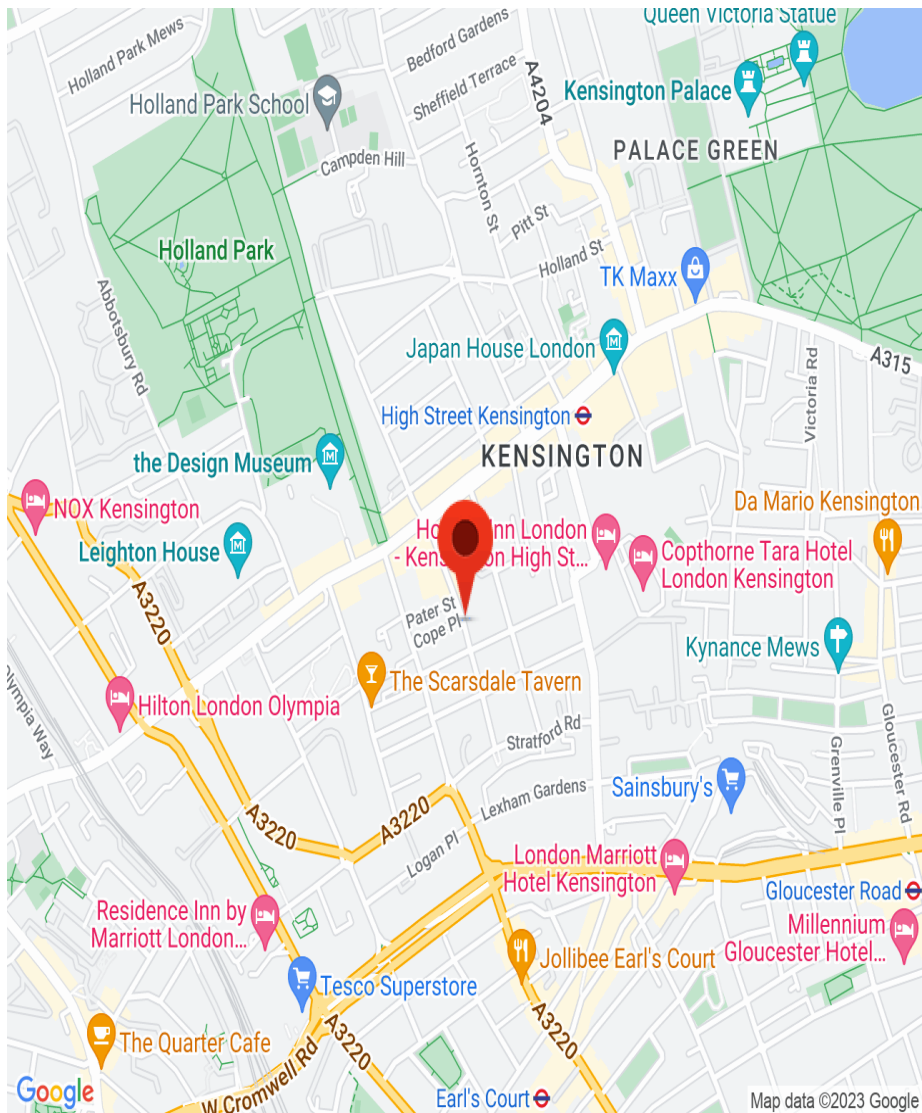 Queen Victoria Statue
Holland Park Mews
Bedford Gardens
A4204
Sheffield Terrace
Kensington Palace
Holland Park School
PALACE GREEN
Campden Hill
Hornton St
Pitt St
Holland Park
Holland St
TK Maxx
Abbotsbury Rd
Japan House London
A315
Victoria Rd
High Street Kensington
KENSINGTON
the Design Museum
NOX Kensington
Da Mario Kensington
Leighton House
London
- Kens
on High St...
Copthorne Tara Hotel
London Kensington
A3220
Pater St
Cope Pl
Kynance Mews
The Scarsdale Tavern
Olympia Way
Hilton London Olympia
Stratford Rd
Gloucester Rd
Grenville Pl
Sainsbury's
Lexham Gardens
A3220
A3220
Logan Pl
London Marriott
Hotel Kensington
Gloucester Road
Residence Inn by
Marriott London...
Millennium
Gloucester Hotel...
Jollibee Earl's Court
Tesco Superstore
A3220
A3220
The Quarter Cafe
W Cromwell Rd
Google
Earl's Court
Map data ©2023 Google